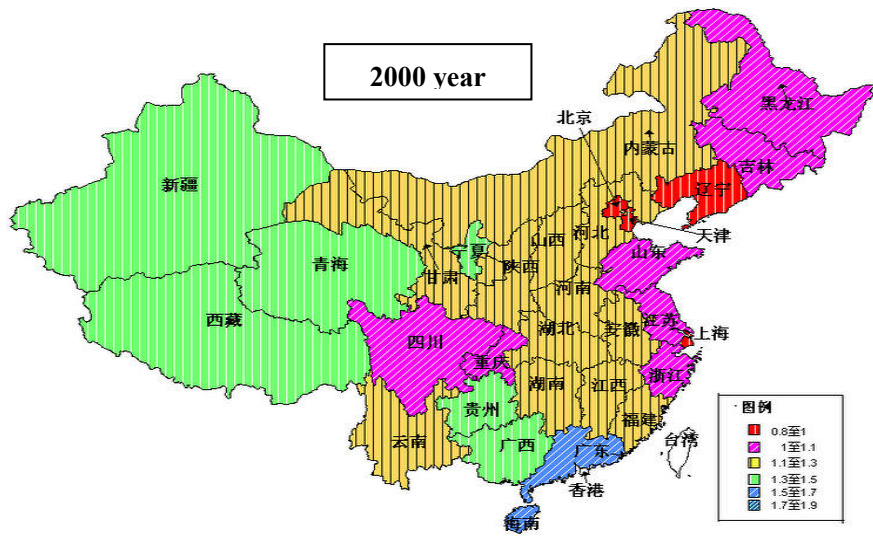 2000 year
北京
黑龙江
内蒙古
吉林
辽宁
新疆
天津
河北
山西
宁夏
山东
青海
甘肃
陕西
河南
西藏
江苏
安徽
上海
四川
湖北
重庆
浙江
湖南
江西
贵州
福建
云南
广西
广东
台湾
香港
海南
图例
0.8至1
1至1.1
1.1至1.3
1.3至1.5
1.5至1.7
1.7至1.9